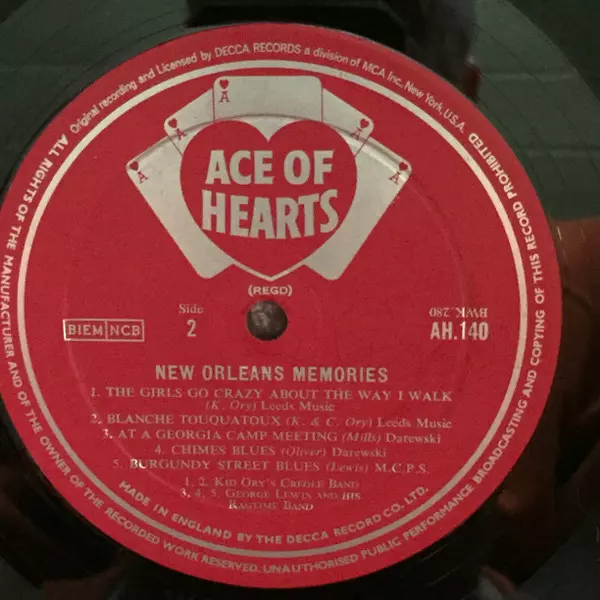 Original recording and Licensed by DECCA RECORDS a division of MCA Inc. New York, U.S.A.
ALL RIGHTS OF THE MANUFACTURER AND OF THE OWNER OF THE RECORDED WORK RESERVED. UNAUTHORISED PUBLIC PERFORMANCE BROADCASTING AND COPYING OF THIS RECORD PROHIBITED
A
A
A
A
A
ACE OF
HEARTS
(REGD)
Side
2
BIEM NCB
BWK.280
AH.140
NEW ORLEANS MEMORIES
1. THE GIRLS GO CRAZY ABOUT THE WAY I WALK
(K. Ory) Leeds Music
2. BLANCHE TOUQUATOUX (K. & C. Ory) Leeds Music
3. AT A GEORGIA CAMP MEETING (Mills) Darewski
4. CHIMES BLUES (Oliver) Darewski
5. BURGUNDY STREET BLUES (Lewis) M.C.P.S.
1. 2. KID ORY'S CREOLE BAND
3. 4. 5. GEORGE LEWIS AND HIS
RAGTIME BAND
MADE IN ENGLAND BY THE DECCA RECORD CO. LTD.